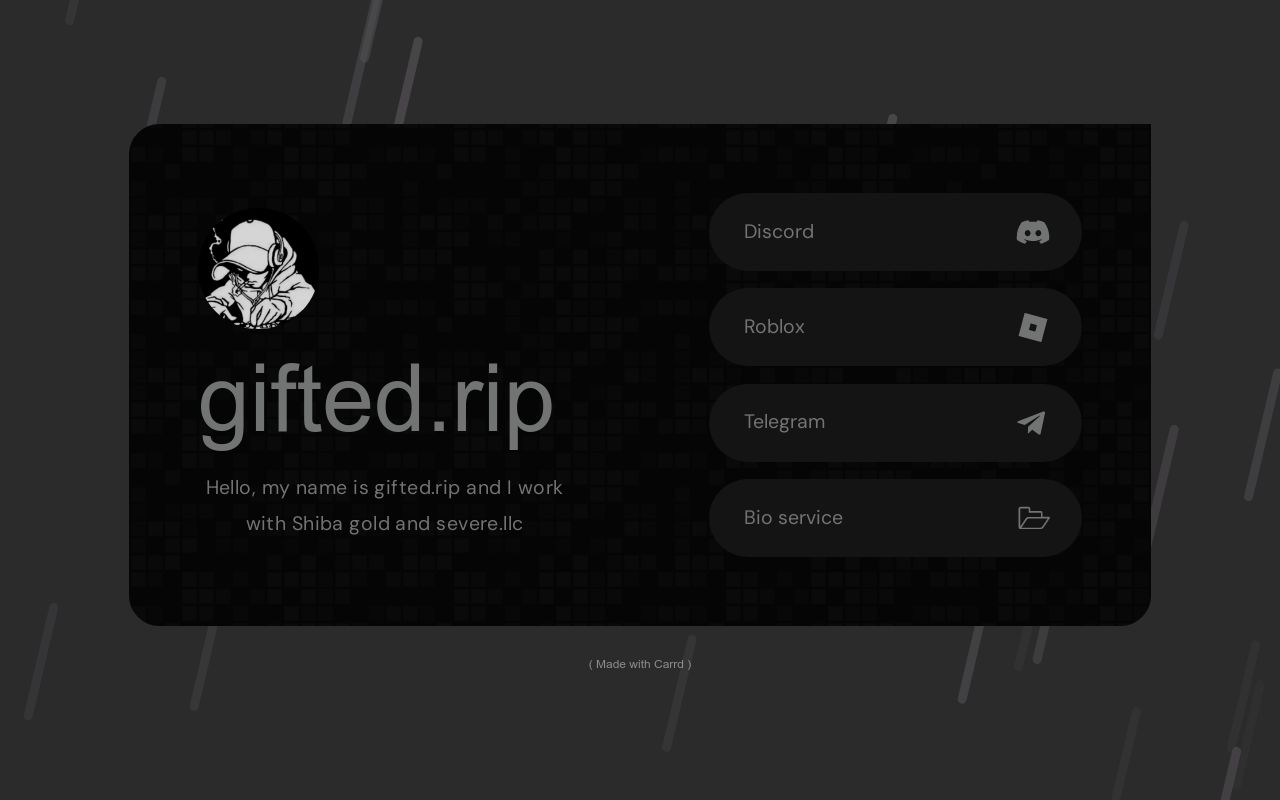 gifted.rip
Hello, my name is gifted.rip and I work
with Shiba gold and severe.llc
Discord
Roblox
Telegram
Bio service
( Made with Carrd )